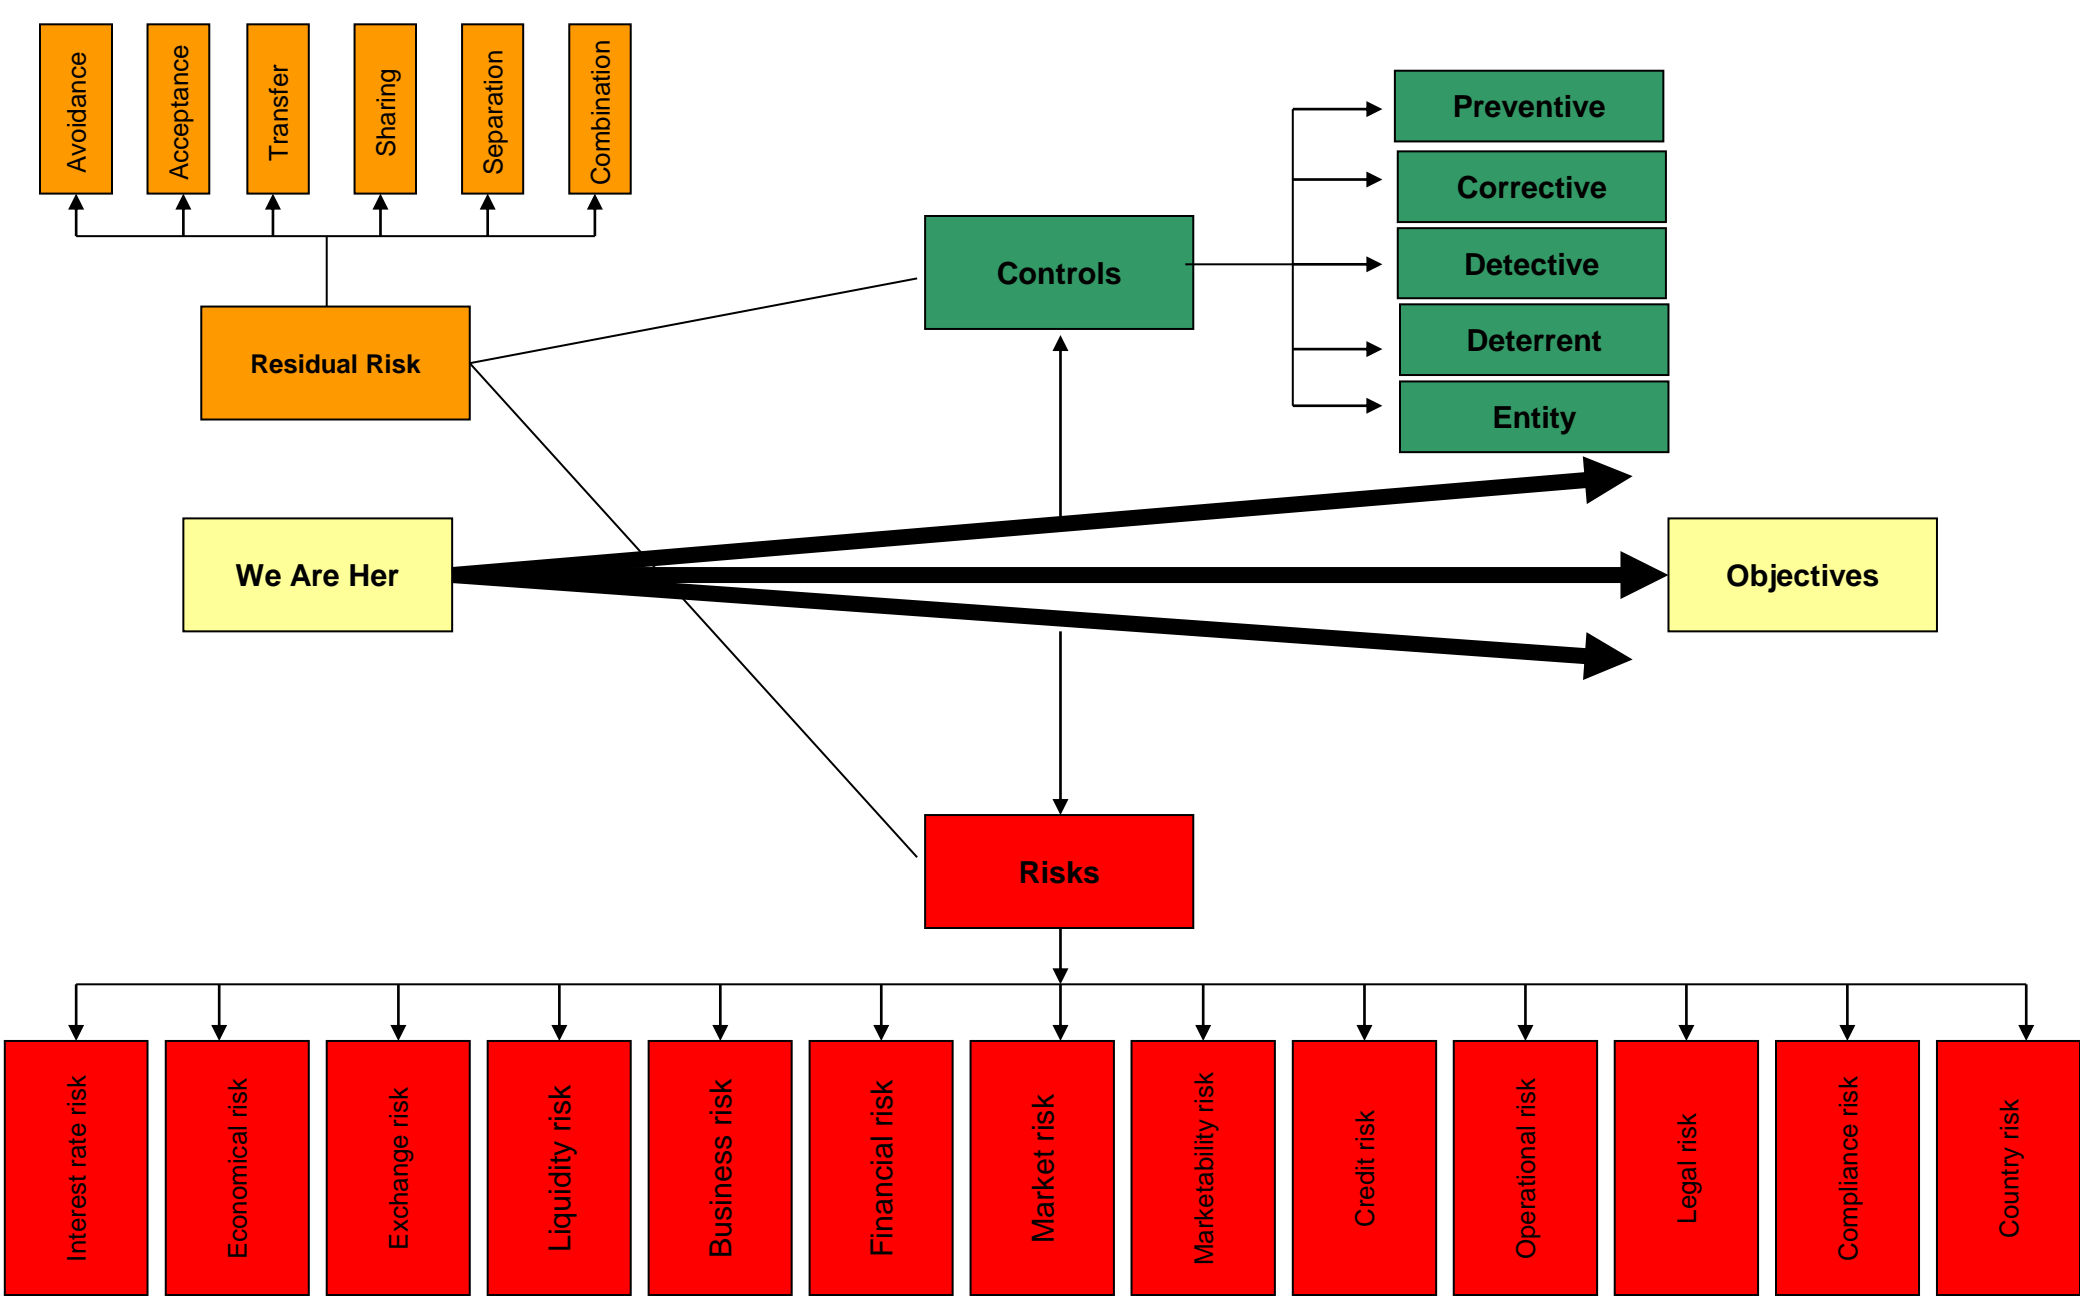 Avoidance
Acceptance
Transfer
Sharing
Separation
Combination
Preventive
Corrective
Detective
Deterrent
Entity
Controls
Residual Risk
We Are Her
Objectives
Risks
Interest rate risk
Economical risk
Exchange risk
Liquidity risk
Business risk
Financial risk
Market risk
Marketability risk
Credit risk
Operational risk
Legal risk
Compliance risk
Country risk